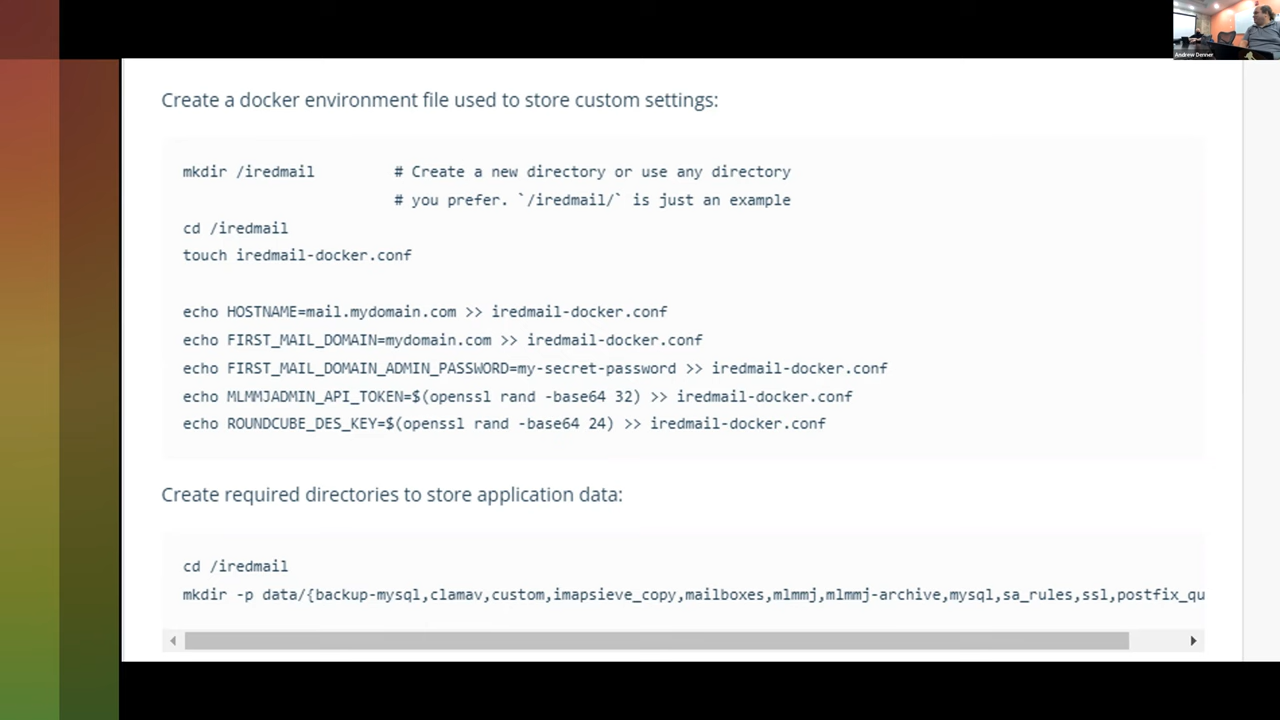 Andrew Denner
Create a docker environment file used to store custom settings:
mkdir /iredmail # Create a new directory or use any directory
# you prefer. `/iredmail/` is just an example
cd /iredmail
touch iredmail-docker.conf
echo HOSTNAME=mail.mydomain.com >> iredmail-docker.conf
echo FIRST_MAIL_DOMAIN=mydomain.com >> iredmail-docker.conf
echo FIRST_MAIL_DOMAIN_ADMIN_PASSWORD=my-secret-password >> iredmail-docker.conf
echo MLMMJADMIN_API_TOKEN=$(openssl rand -base64 32) >> iredmail-docker.conf
echo ROUNDCUBE_DES_KEY=$(openssl rand -base64 24) >> iredmail-docker.conf
Create required directories to store application data:
cd /iredmail
mkdir -p data/{backup-mysql,clamav,custom,imapsieve_copy,mailboxes,mlmmj,mlmmj-archive,mysql,sa_rules,ssl,postfix_qu